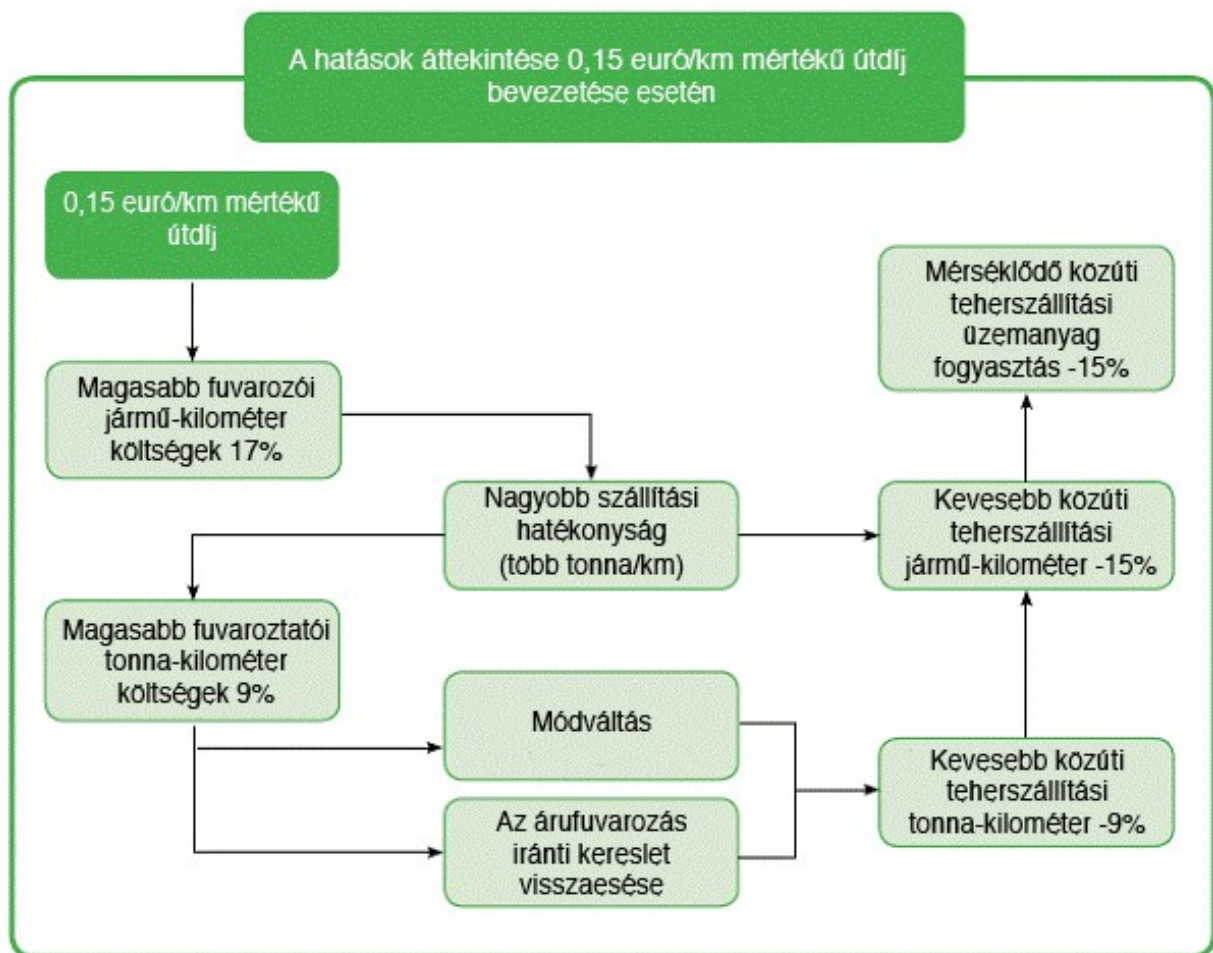 A hatások áttekintése 0,15 euró/km mértékű útdíj
bevezetése esetén
0,15 euró/km mértékű
útdíj
Magasabb fuvarozói
jármű-kilométer
költségek 17%
Nagyobb szállítási
hatékonyság
(több tonna/km)
Magasabb fuvaroztatói
tonna-kilométer
költségek 9%
Módváltás
Az árufuvarozás
iránti kereslet
visszaesése
Kevesebb közúti
teherszállítási
tonna-kilométer -9%
Kevesebb közúti
teherszállítási
jármű-kilométer -15%
Mérséklődő közúti
teherszállítási
üzemanyag
fogyasztás -15%